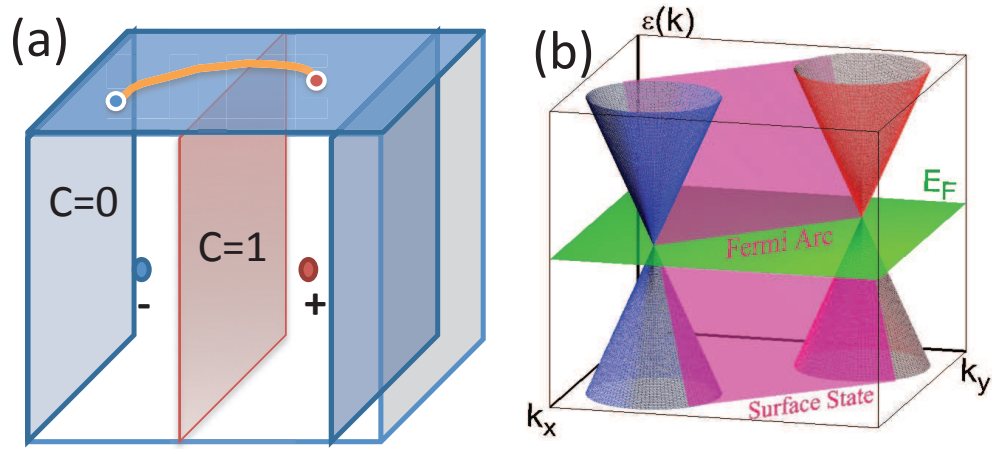 (a)
C=0
C=1
-
+
(b)
ε(k)
E_F
Fermi Arc
k_y
k_x
Surface State